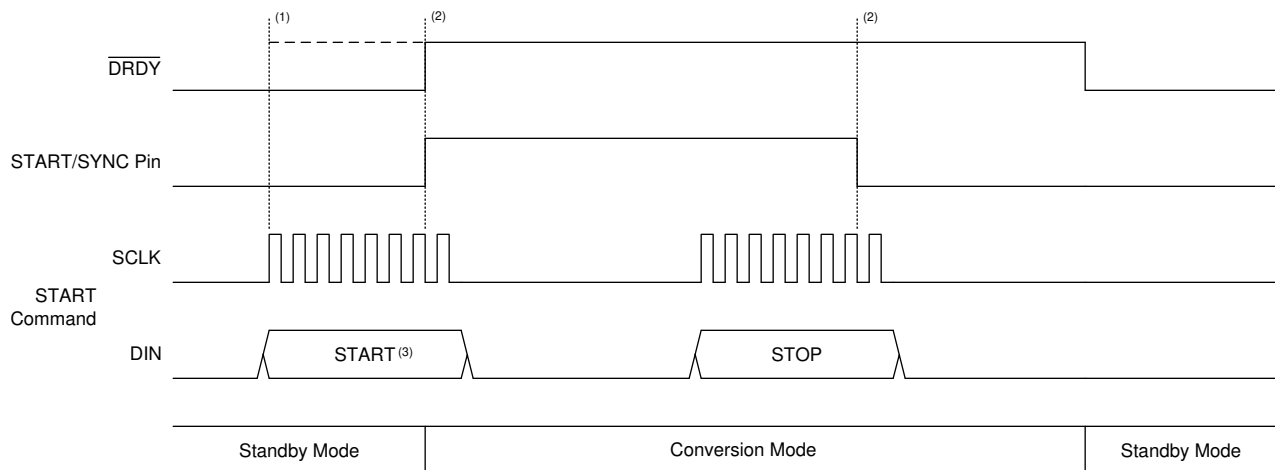 (1)
(2)
(2)
DRDY
START/SYNC Pin
SCLK
START
Command
DIN
START(3)
STOP
Standby Mode
Conversion Mode
Standby Mode